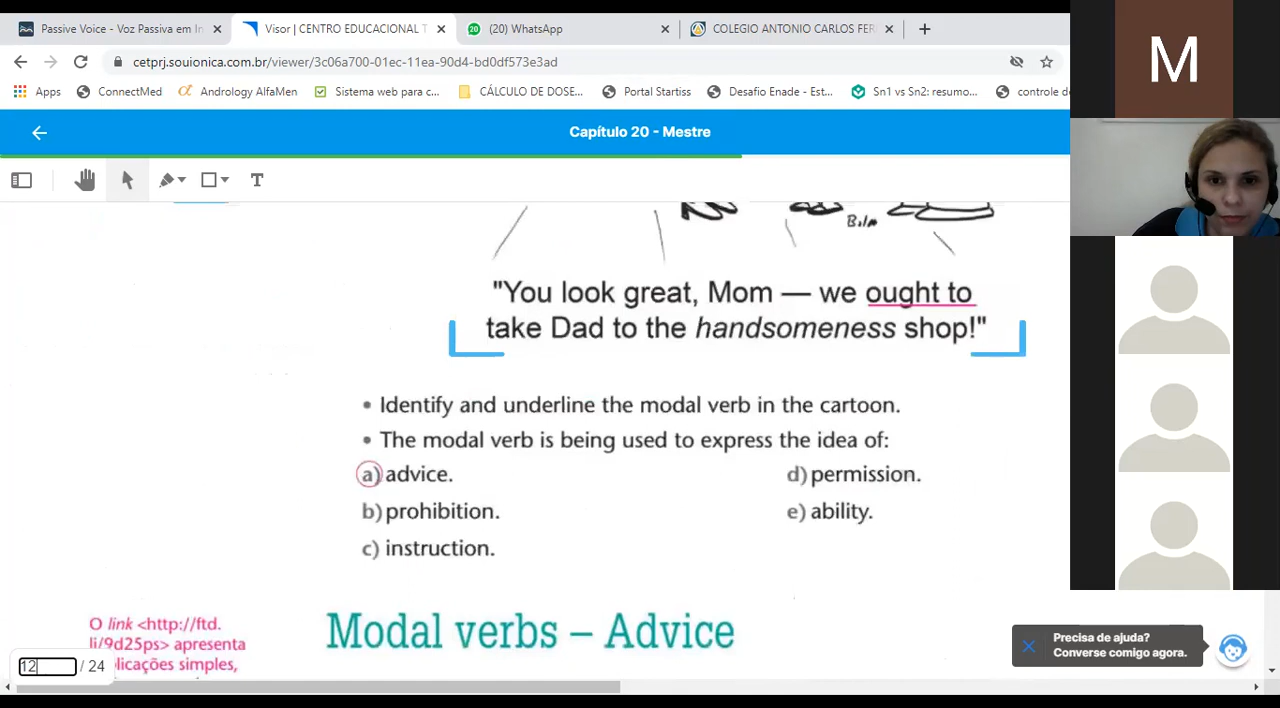 Passive Voice - Voz Passiva em In
Visor | CENTRO EDUCACIONAL T
20
(20) WhatsApp
COLEGIO ANTONIO CARLOS FER
cetprj.souionica.com.br/viewer/3c06a700-01ec-11ea-90d4-bd0df573e3ad
Apps
ConnectMed
Andrology AlfaMen
Sistema web para c...
CÁLCULO DE DOSE...
Portal Startiss
Desafio Enade - Est...
Sn1 vs Sn2: resumo...
controle d
M
Capítulo 20 - Mestre
T
"You look great, Mom — we ought to
take Dad to the handsomeness shop!"
• Identify and underline the modal verb in the cartoon.
• The modal verb is being used to express the idea of:
a) advice.
b) prohibition.
c) instruction.
d) permission.
e) ability.
Modal verbs – Advice
O link <http://ftd.
li/9d25ps> apresenta
plicações simples,
12 / 24
Precisa de ajuda?
Converse comigo agora.